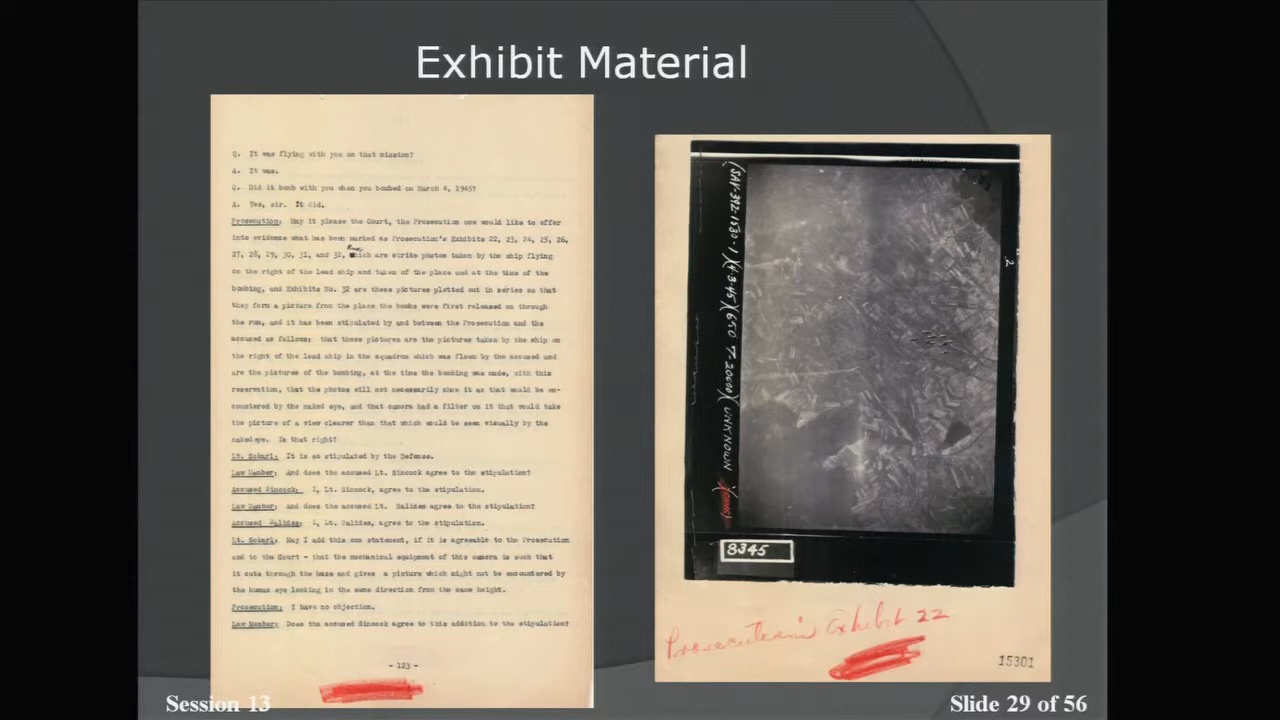 Exhibit Material
Q. It was flying with you on that mission?
A. It was.
Q. Did it bomb with you when you bombed on March 4, 1945?
A. Yes, sir. It did.
Prosecution: May it please the Court, the Prosecution now would like to offer
into evidence what has been marked as Prosecution's Exhibits 22, 23, 24, 25, 26,
27, 28, 29, 30, 31, and 32, which are strike photos taken by the ship flying
on the right of the lead ship and taken of the place and at the time of the
bombing, and Exhibits No. 32 are these pictures plotted out in series so that
they form a picture from the place the bombs were first released on through
the run, and it has been stipulated by and between the Prosecution and the
accused as follows: that these pictures are the pictures taken by the ship on
the right of the lead ship in the squadron which was flown by the accused and
are the pictures of the bombing, at the time the bombing was made, with this
reservation, that the photos will not necessarily show it as that would be en-
countered by the naked eye, and that camera had a filter on it that would take
the picture of a view clearer than that which would be seen visually by the
naked eye. Is that right?
Lt. Sokarl: It is so stipulated by the Defense.
Law Member: And does the accused Lt. Sincock agree to the stipulation?
Accused Sincock: I, Lt. Sincock, agree to the stipulation.
Law Member: And does the accused Lt. Balides agree to the stipulation?
Accused Balides: I, Lt. Balides, agree to the stipulation.
Lt. Sokarl: May I add this one statement, if it is agreeable to the Prosecution
and to the Court - that the mechanical equipment of this camera is such that
it cuts through the haze and gives a picture which might not be encountered by
the human eye looking in the same direction from the same height.
Prosecution: I have no objection.
Law Member: Does the accused Sincock agree to this addition to the stipulation?
- 123 -
(SAV-392-1530-1)(4-3-45)(650 7-20000)(UNKNOWN)
2
8345
Prosecution's Exhibit 22
15301
Session 13
Slide 29 of 56